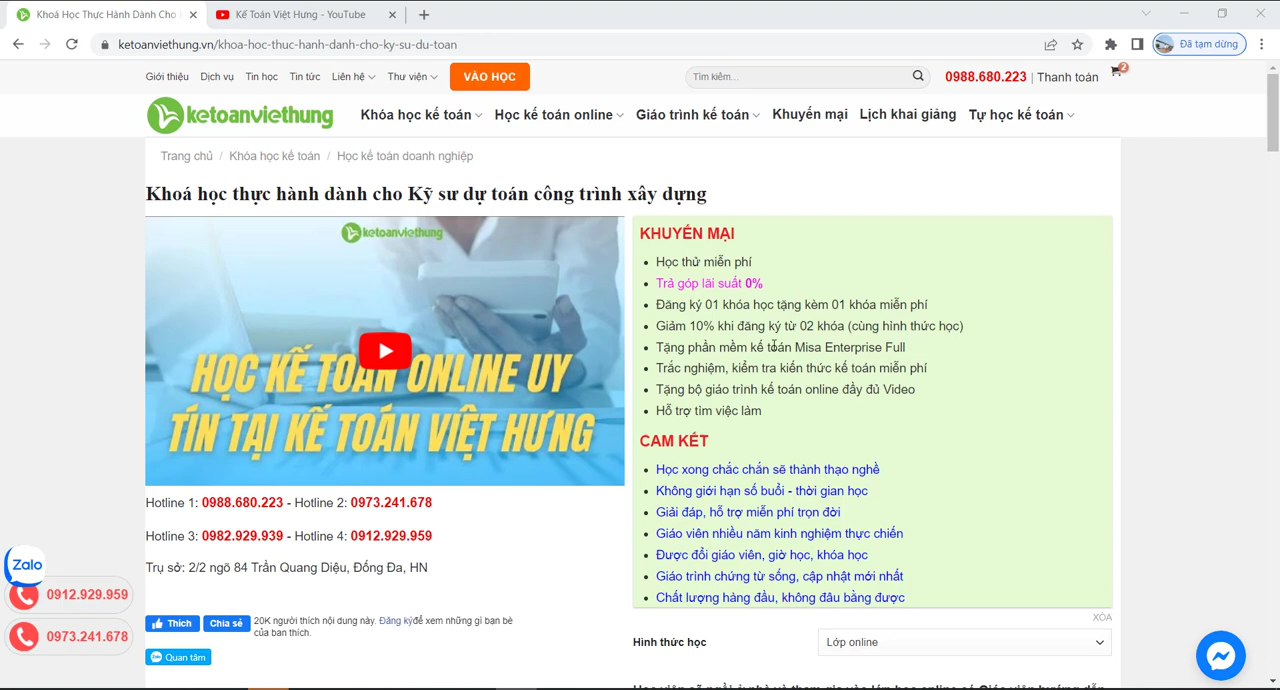 Khoá Học Thực Hành Dành Cho
Kế Toán Việt Hưng - YouTube
ketoanviethung.vn/khoa-hoc-thuc-hanh-danh-cho-ky-su-du-toan
Đã tạm dừng
Giới thiệu Dịch vụ Tin học Tin tức Liên hệ Thư viện VÀO HỌC
Tìm kiếm...
0988.680.223 | Thanh toán 2
ketoanviethung
Khóa học kế toán Học kế toán online Giáo trình kế toán Khuyến mại Lịch khai giảng Tự học kế toán
Trang chủ / Khóa học kế toán / Học kế toán doanh nghiệp
Khoá học thực hành dành cho Kỹ sư dự toán công trình xây dựng
ketoanviethung
HỌC KẾ TOÁN ONLINE UY
TÍN TẠI KẾ TOÁN VIỆT HƯNG
Hotline 1: 0988.680.223 - Hotline 2: 0973.241.678
Hotline 3: 0982.929.939 - Hotline 4: 0912.929.959
Trụ sở: 2/2 ngõ 84 Trần Quang Diệu, Đống Đa, HN
Zalo
0912.929.959
0973.241.678
Thích Chia sẻ 20K người thích nội dung này. Đăng ký để xem những gì bạn bè
của bạn thích.
Quan tâm
KHUYẾN MẠI
• Học thử miễn phí
• Trả góp lãi suất 0%
• Đăng ký 01 khóa học tặng kèm 01 khóa miễn phí
• Giảm 10% khi đăng ký từ 02 khóa (cùng hình thức học)
• Tặng phần mềm kế toán Misa Enterprise Full
• Trắc nghiệm, kiểm tra kiến thức kế toán miễn phí
• Tặng bộ giáo trình kế toán online đầy đủ Video
• Hỗ trợ tìm việc làm
CAM KẾT
• Học xong chắc chắn sẽ thành thạo nghề
• Không giới hạn số buổi - thời gian học
• Giải đáp, hỗ trợ miễn phí trọn đời
• Giáo viên nhiều năm kinh nghiệm thực chiến
• Được đổi giáo viên, giờ học, khóa học
• Giáo trình chứng từ sống, cập nhật mới nhất
• Chất lượng hàng đầu, không đâu bằng được
XÓA
Hình thức học Lớp online